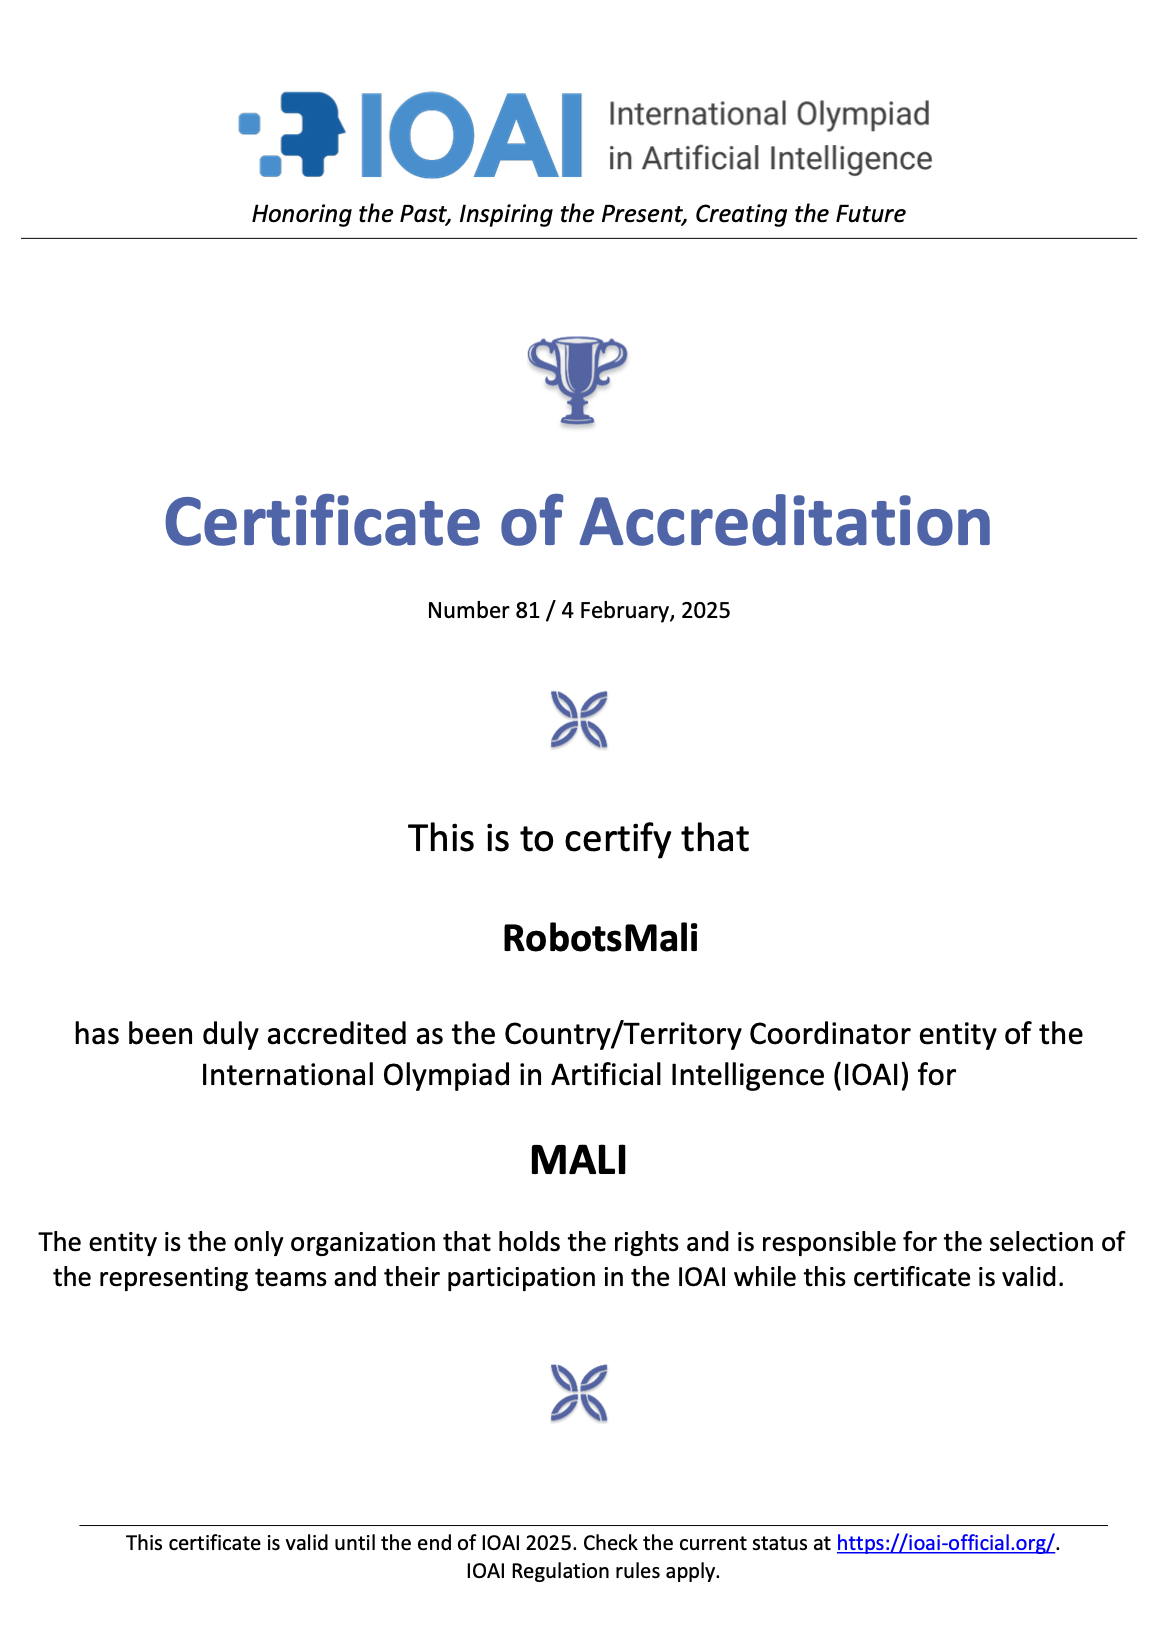 IOAI International Olympiad
in Artificial Intelligence
Honoring the Past, Inspiring the Present, Creating the Future
Certificate of Accreditation
Number 81 / 4 February, 2025
This is to certify that
RobotsMali
has been duly accredited as the Country/Territory Coordinator entity of the
International Olympiad in Artificial Intelligence (IOAI) for
MALI
The entity is the only organization that holds the rights and is responsible for the selection of
the representing teams and their participation in the IOAI while this certificate is valid.
This certificate is valid until the end of IOAI 2025. Check the current status at https://ioai-official.org/.
IOAI Regulation rules apply.